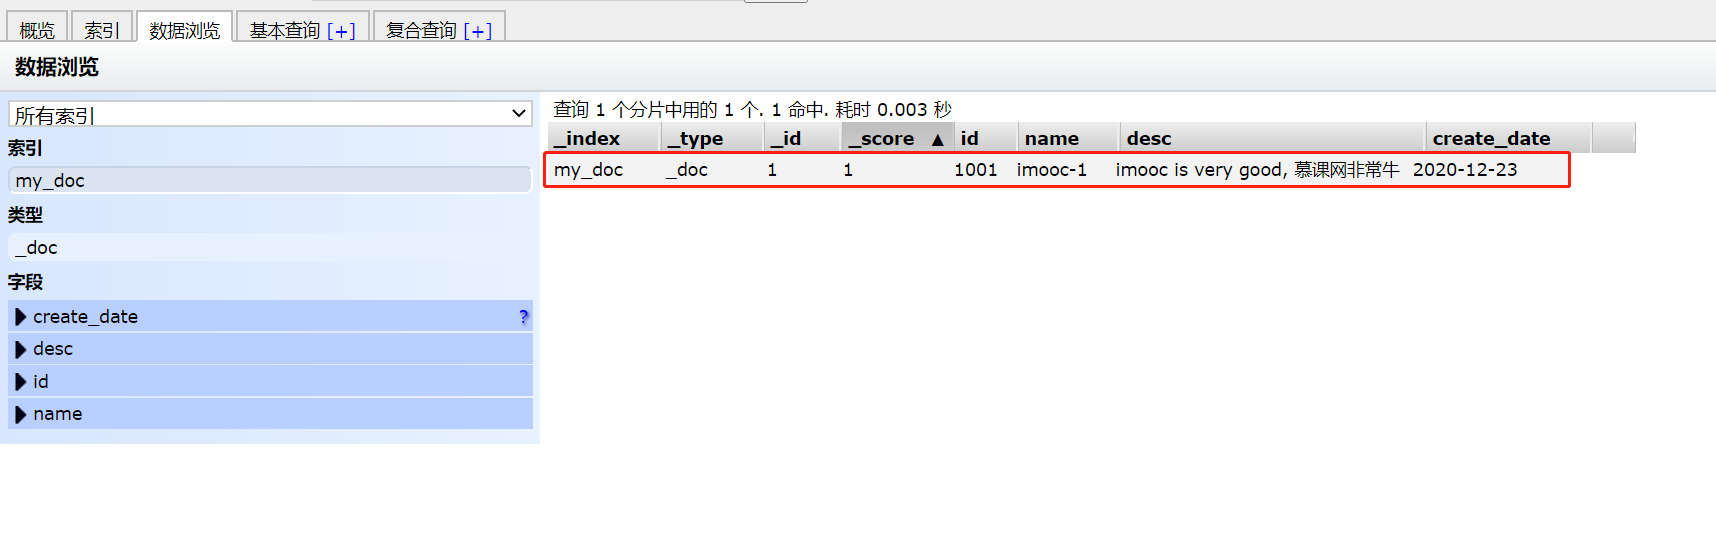 概览 索引 数据浏览 基本查询 [+] 复合查询 [+]
数据浏览
所有索引
索引
my_doc
类型
_doc
字段
create_date ?
desc
id
name
查询 1 个分片中用的 1 个. 1 命中. 耗时 0.003 秒
_index _type _id _score ▲ id name desc create_date
my_doc _doc 1 1 1001 imooc-1 imooc is very good, 慕课网非常牛 2020-12-23